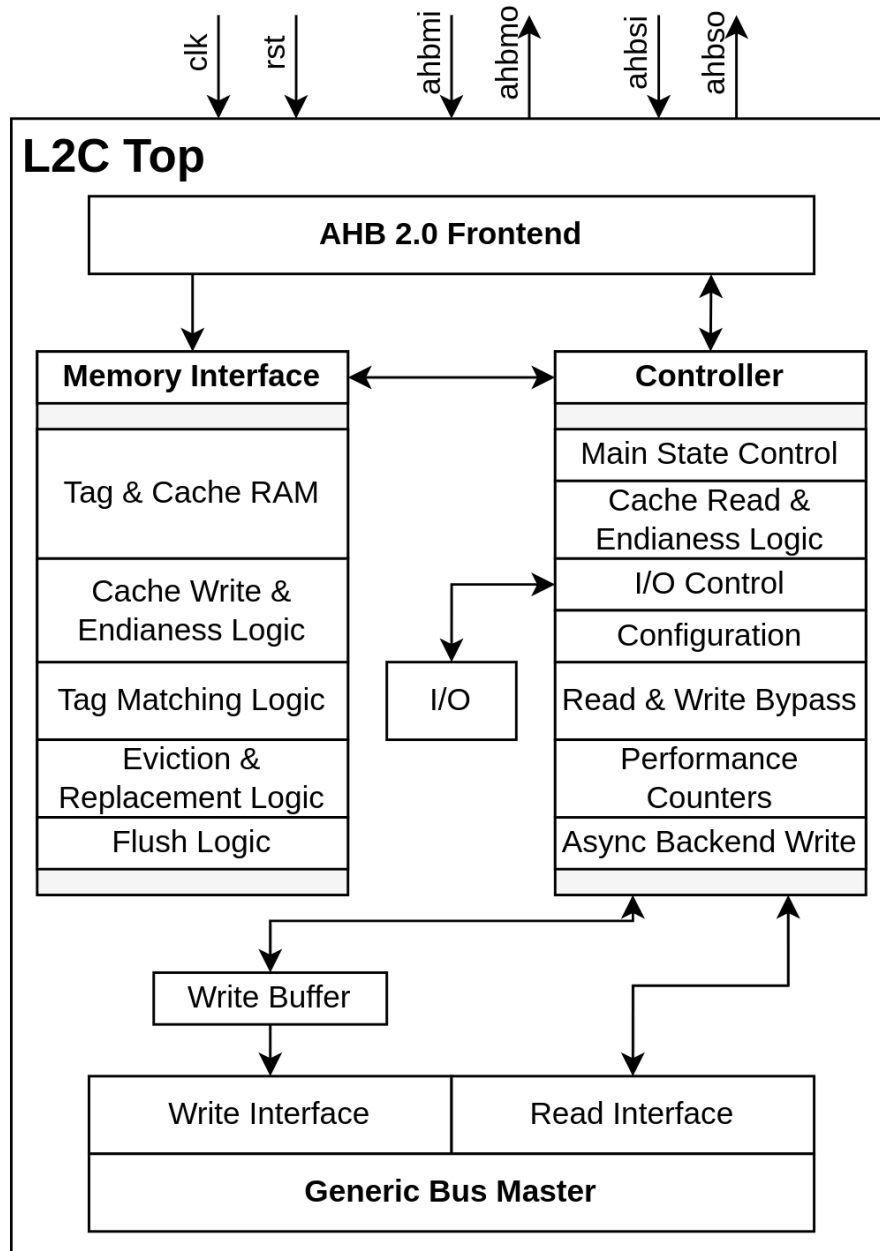 clk
rst
ahbmi
ahbmo
ahbsi
ahbso
L2C Top
AHB 2.0 Frontend
Memory Interface
Tag & Cache RAM
Cache Write &
Endianess Logic
Tag Matching Logic
Eviction &
Replacement Logic
Flush Logic
I/O
Controller
Main State Control
Cache Read &
Endianess Logic
I/O Control
Configuration
Read & Write Bypass
Performance
Counters
Async Backend Write
Write Buffer
Write Interface
Read Interface
Generic Bus Master